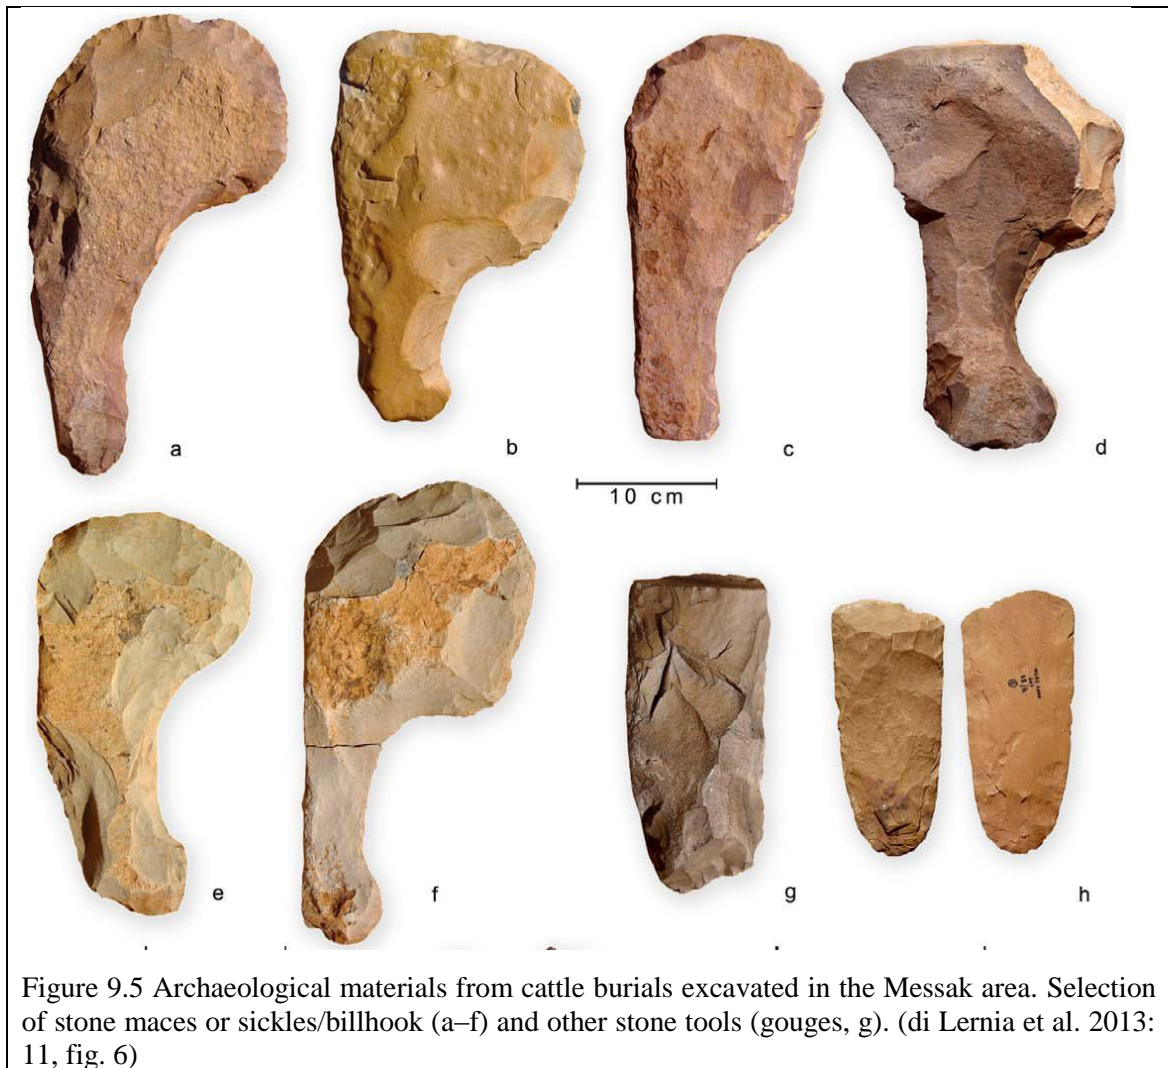 a
b
c
d
10 cm
e
f
g
h
Figure 9.5 Archaeological materials from cattle burials excavated in the Messak area. Selection
of stone maces or sickles/billhook (a–f) and other stone tools (gouges, g). (di Lernia et al. 2013:
11, fig. 6)